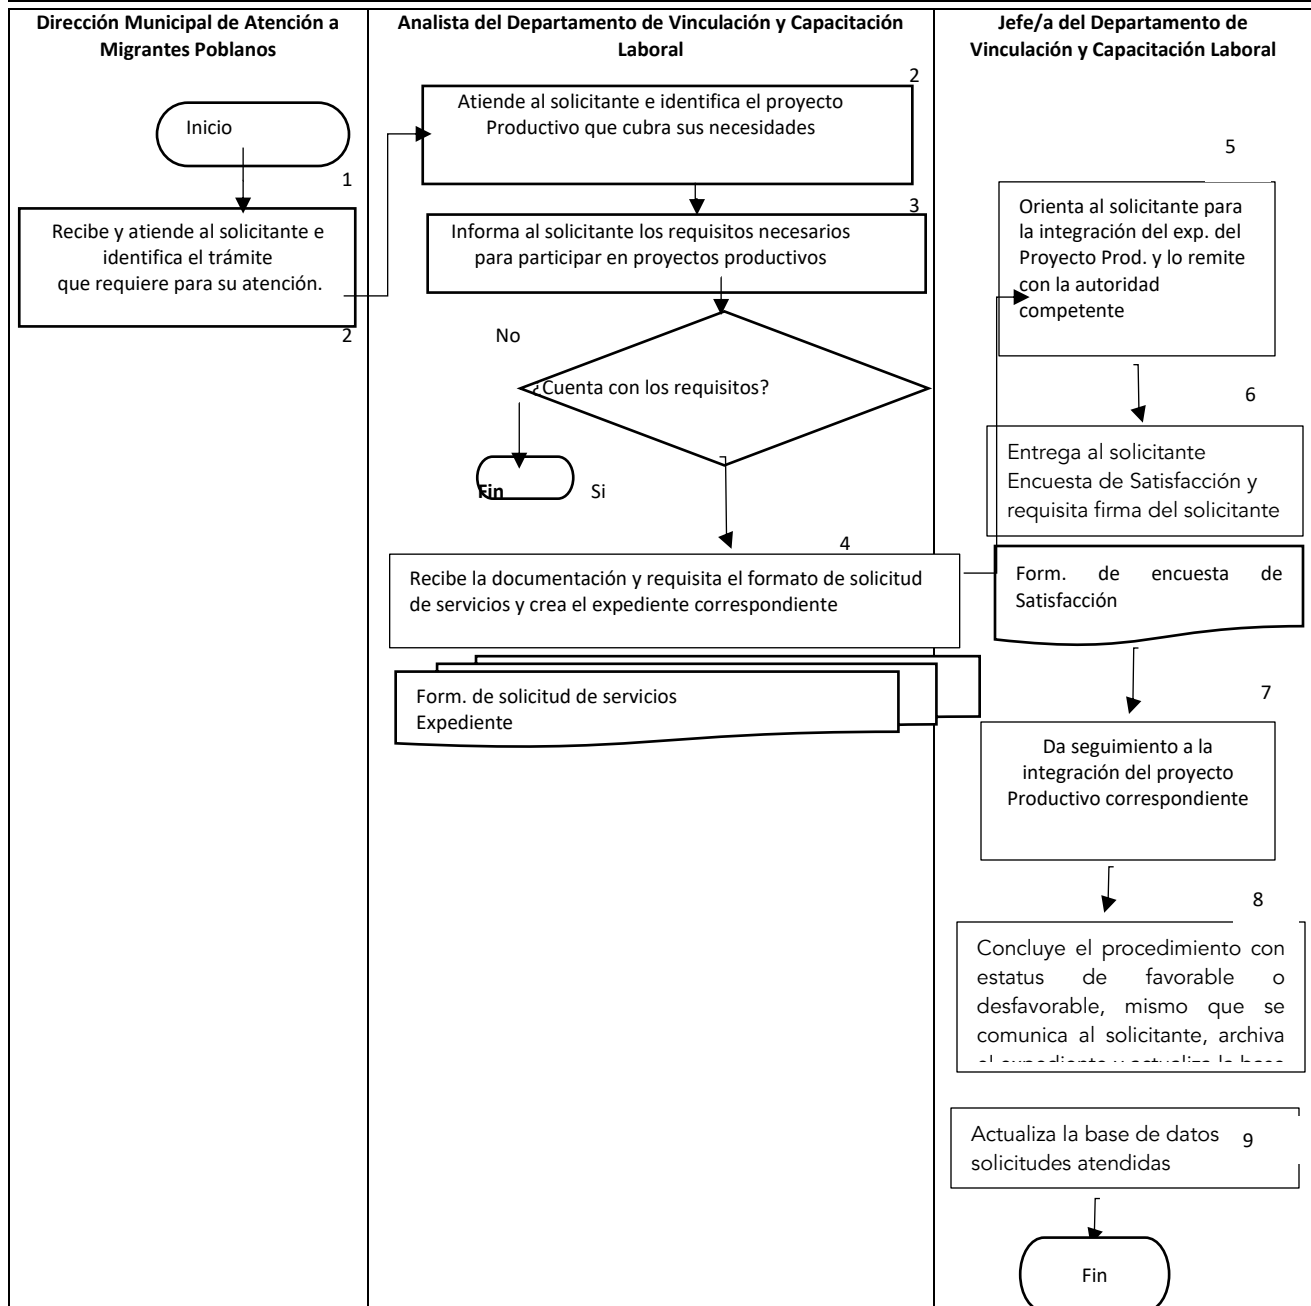 Dirección Municipal de Atención a
Migrantes Poblanos
Analista del Departamento de Vinculación y Capacitación
Laboral
Jefe/a del Departamento de
Vinculación y Capacitación Laboral
Inicio
1
Recibe y atiende al solicitante e
identifica el trámite
que requiere para su atención.
2
2
Atiende al solicitante e identifica el proyecto
Productivo que cubra sus necesidades
3
Informa al solicitante los requisitos necesarios
para participar en proyectos productivos
No
¿Cuenta con los requisitos?
Fin
Si
4
Recibe la documentación y requisita el formato de solicitud
de servicios y crea el expediente correspondiente
Form. de solicitud de servicios
Expediente
5
Orienta al solicitante para
la integración del exp. del
Proyecto Prod. y lo remite
con la autoridad
competente
6
Entrega al solicitante
Encuesta de Satisfacción y
requisita firma del solicitante
Form. de encuesta de
Satisfacción
7
Da seguimiento a la
integración del proyecto
Productivo correspondiente
8
Concluye el procedimiento con
estatus de favorable o
desfavorable, mismo que se
comunica al solicitante, archiva
el expediente y actualiza la base
Actualiza la base de datos 9
solicitudes atendidas
Fin